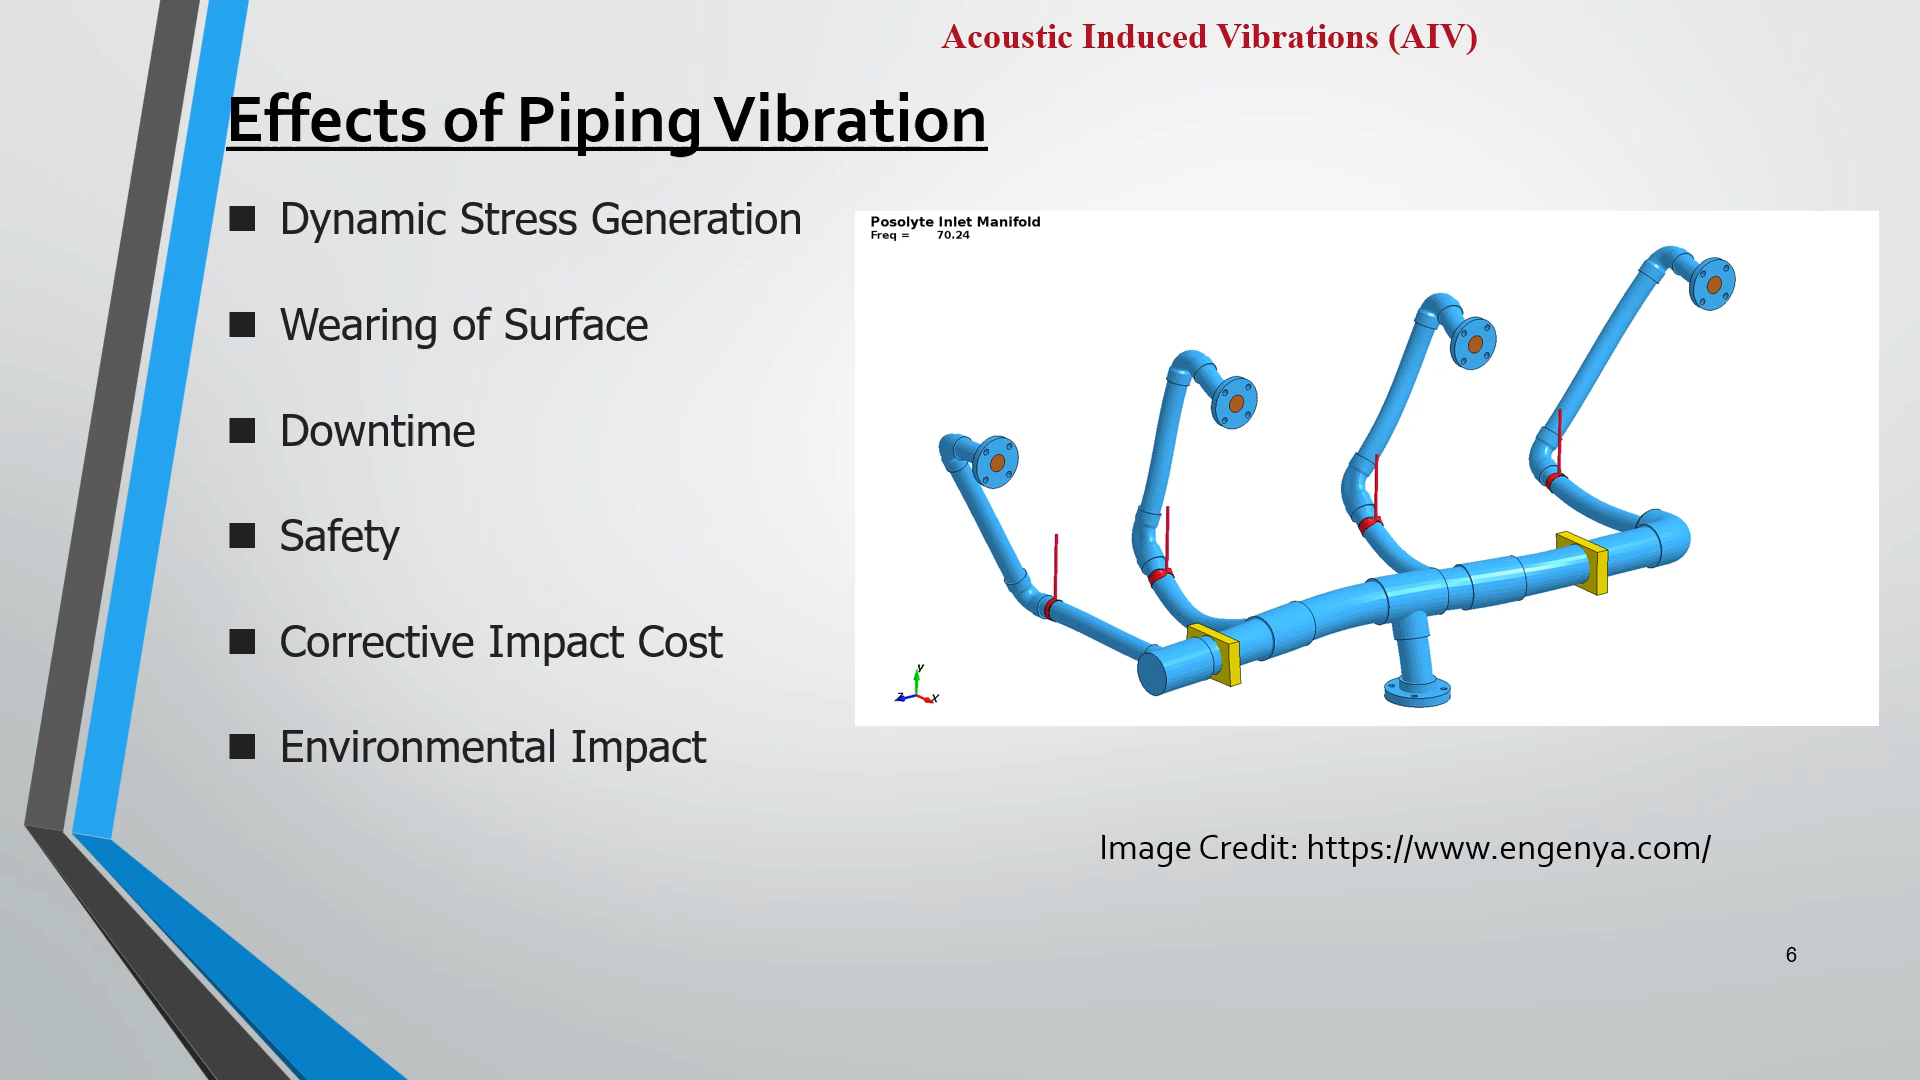 Acoustic Induced Vibrations (AIV)
Effects of Piping Vibration
Dynamic Stress Generation
Wearing of Surface
Downtime
Safety
Corrective Impact Cost
Environmental Impact
Posolyte Inlet Manifold
Freq = 70.24
Y
Z
X
Image Credit: https://www.engenya.com/
6